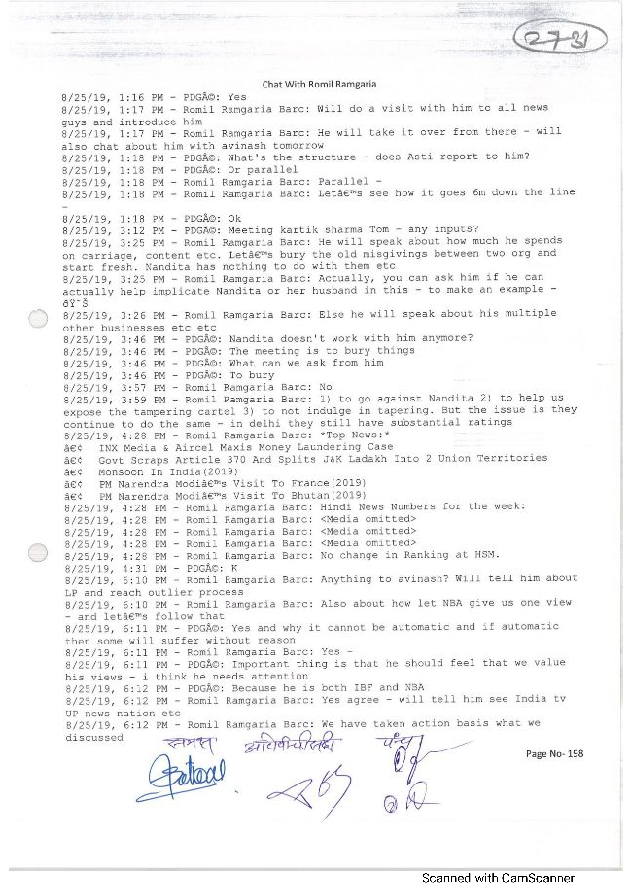 2731
Chat With Romil Ramgaria
8/25/19, 1:16 PM - PDGÂ©: Yes
8/25/19, 1:17 PM - Romil Ramgaria Barc: Will do a visit with him to all news
guys and introduce him
8/25/19, 1:17 PM - Romil Ramgaria Barc: He will take it over from there - will
also chat about him with avinash tomorrow
8/25/19, 1:18 PM - PDGÂ©: What's the structure - does Aoti report to him?
8/25/19, 1:18 PM - PDGÂ©: Or parallel
8/25/19, 1:18 PM - Romil Ramgaria Barc: Parallel -
8/25/19, 1:18 PM - Romil Ramgaria Barc: Letâ€™s see how it goes 6m down the line
-
8/25/19, 1:18 PM - PDGÂ©: Ok
8/25/19, 3:12 PM - PDGÂ©: Meeting kartik sharma Tom - any inputs?
8/25/19, 3:25 PM - Romil Ramgaria Barc: He will speak about how much he spends
on carriage, content etc. Letâ€™s bury the old misgivings between two org and
start fresh. Nandita has nothing to do with them etc
8/25/19, 3:25 PM - Romil Ramgaria Barc: Actually, you can ask him if he can
actually help implicate Nandita or her husband in this - to make an example -
ðŸ˜Š
8/25/19, 3:26 PM - Romil Ramgaria Barc: Else he will speak about his multiple
other businesses etc etc
8/25/19, 3:46 PM - PDGÂ©: Nandita doesn't work with him anymore?
8/25/19, 3:46 PM - PDGÂ©: The meeting is to bury things
8/25/19, 3:46 PM - PDGÂ©: What can we ask from him
8/25/19, 3:46 PM - PDGÂ©: To bury
8/25/19, 3:57 PM - Romil Ramgaria Barc: No
8/25/19, 3:59 PM - Romil Ramgaria Barc: 1) to go against Nandita 2) to help us
expose the tampering cartel 3) to not indulge in tapering. But the issue is they
continue to do the same - in delhi they still have substantial ratings
8/25/19, 4:28 PM - Romil Ramgaria Barc: *Top News:*
â€¢ INX Media & Aircel Maxis Money Laundering Case
â€¢ Govt Scraps Article 370 And Splits J&K Ladakh Into 2 Union Territories
â€¢ Monsoon In India(2019)
â€¢ PM Narendra Modiâ€™s Visit To France(2019)
â€¢ PM Narendra Modiâ€™s Visit To Bhutan(2019)
8/25/19, 4:28 PM - Romil Ramgaria Barc: Hindi News Numbers for the week:
8/25/19, 4:28 PM - Romil Ramgaria Barc: <Media omitted>
8/25/19, 4:28 PM - Romil Ramgaria Barc: <Media omitted>
8/25/19, 4:28 PM - Romil Ramgaria Barc: <Media omitted>
8/25/19, 4:28 PM - Romil Ramgaria Barc: No change in Ranking at HSM.
8/25/19, 4:31 PM - PDGÂ©: K
8/25/19, 5:10 PM - Romil Ramgaria Barc: Anything to avinash? Will tell him about
LP and reach outlier process
8/25/19, 6:10 PM - Romil Ramgaria Barc: Also about how let NBA give us one view
- and letâ€™s follow that
8/25/19, 6:11 PM - PDGÂ©: Yes and why it cannot be automatic and if automatic
then some will suffer without reason
8/25/19, 6:11 PM - Romil Ramgaria Barc: Yes -
8/25/19, 6:11 PM - PDGÂ©: Important thing is that he should feel that we value
his views - i think he needs attention
8/25/19, 6:12 PM - PDGÂ©: Because he is both IBF and NBA
8/25/19, 6:12 PM - Romil Ramgaria Barc: Yes agree - will tell him see India tv
UP news nation etc
8/25/19, 6:12 PM - Romil Ramgaria Barc: We have taken action basis what we
discussed
समक्ष
Page No- 198
Scanned with CamScanner